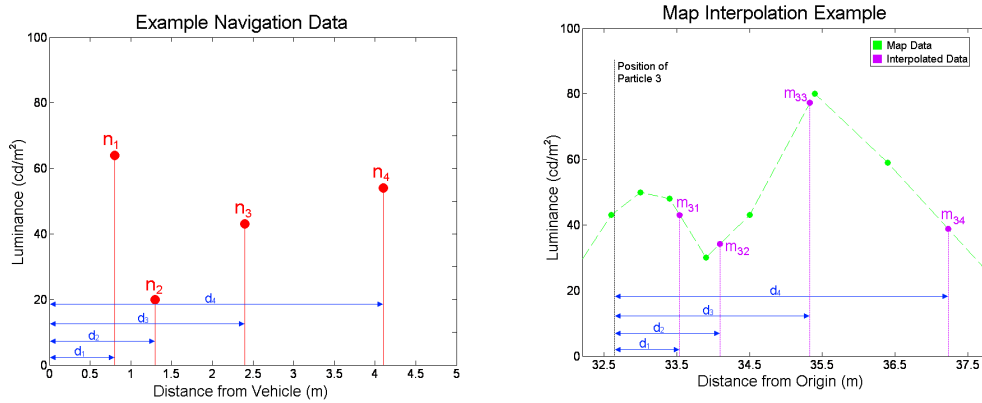 Example Navigation Data
Luminance (cd/m²)
100
80
60
40
20
0
n₁
n₂
n₃
n₄
d₄
d₃
d₂
d₁
0 0.5 1 1.5 2 2.5 3 3.5 4 4.5 5
Distance from Vehicle (m)
Map Interpolation Example
Luminance (cd/m²)
100
80
60
40
20
0
Position of
Particle 3
Map Data
Interpolated Data
m₃₃
m₃₁
m₃₂
m₃₄
d₄
d₃
d₂
d₁
32.5 33.5 34.5 35.5 36.5 37.5
Distance from Origin (m)